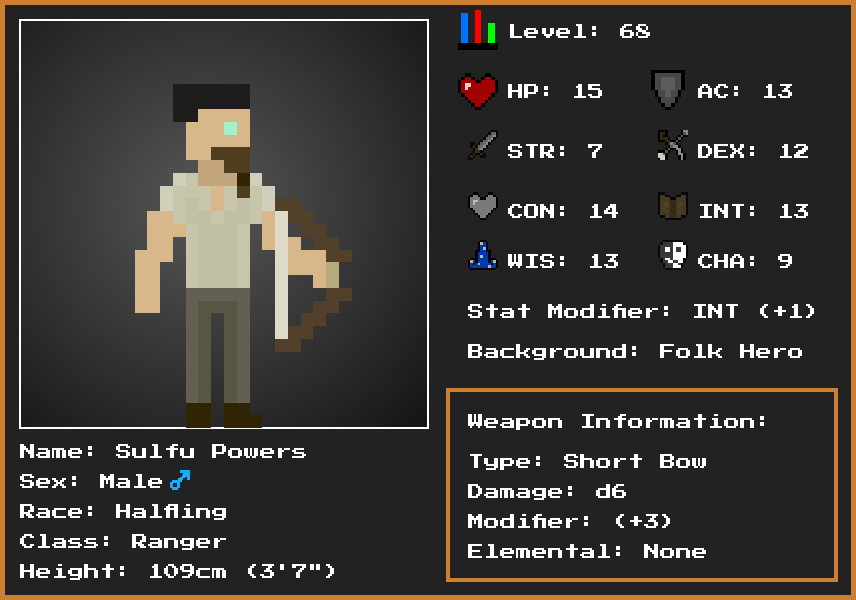 Level: 68
HP: 15
AC: 13
STR: 7
DEX: 12
CON: 14
INT: 13
WIS: 13
CHA: 9
Stat Modifier: INT (+1)
Background: Folk Hero
Weapon Information:
Type: Short Bow
Damage: d6
Modifier: (+3)
Elemental: None
Name: Sulfu Powers
Sex: Male♂
Race: Halfling
Class: Ranger
Height: 109cm (3'7")